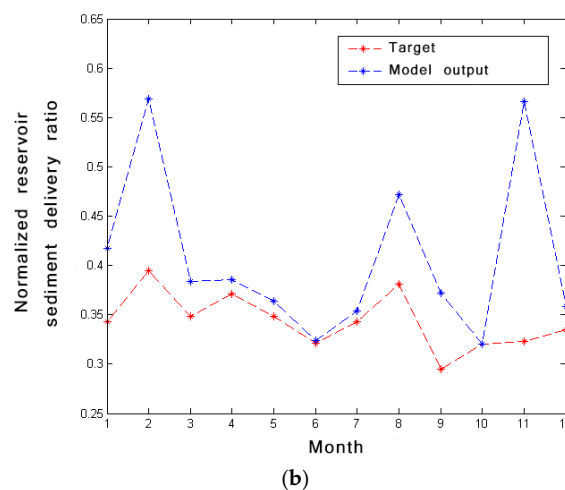 0.65
0.6
0.55
0.5
0.45
0.4
0.35
0.3
0.25
Normalized reservoir
sediment delivery ratio
Target
Model output
1 2 3 4 5 6 7 8 9 10 11 1
Month
(b)